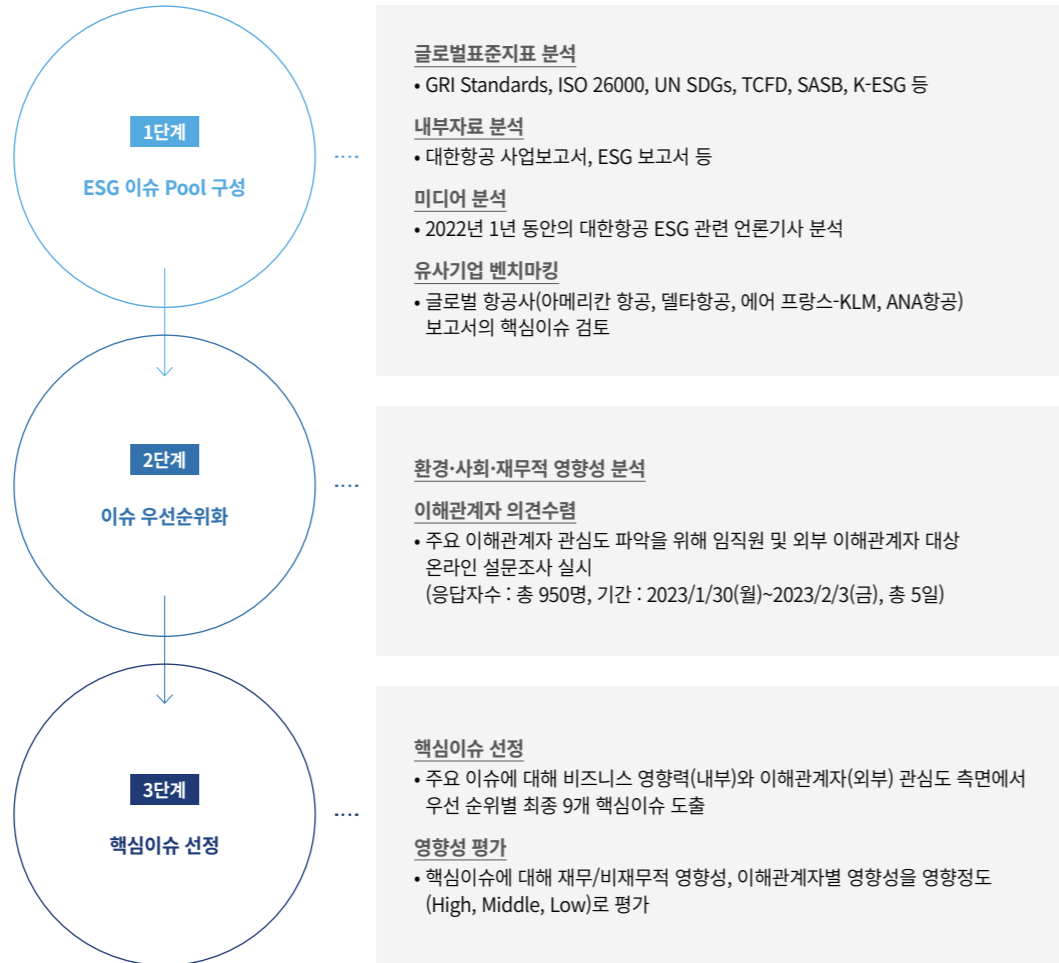 1단계
ESG 이슈 Pool 구성
글로벌표준지표 분석
• GRI Standards, ISO 26000, UN SDGs, TCFD, SASB, K-ESG 등
내부자료 분석
• 대한항공 사업보고서, ESG 보고서 등
미디어 분석
• 2022년 1년 동안의 대한항공 ESG 관련 언론기사 분석
유사기업 벤치마킹
• 글로벌 항공사(아메리칸 항공, 델타항공, 에어 프랑스-KLM, ANA항공)
보고서의 핵심이슈 검토
2단계
이슈 우선순위화
환경·사회·재무적 영향성 분석
이해관계자 의견수렴
• 주요 이해관계자 관심도 파악을 위해 임직원 및 외부 이해관계자 대상
온라인 설문조사 실시
(응답자수 : 총 950명, 기간 : 2023/1/30(월)~2023/2/3(금), 총 5일)
3단계
핵심이슈 선정
핵심이슈 선정
• 주요 이슈에 대해 비즈니스 영향력(내부)와 이해관계자(외부) 관심도 측면에서
우선 순위별 최종 9개 핵심이슈 도출
영향성 평가
• 핵심이슈에 대해 재무/비재무적 영향성, 이해관계자별 영향성을 영향정도
(High, Middle, Low)로 평가